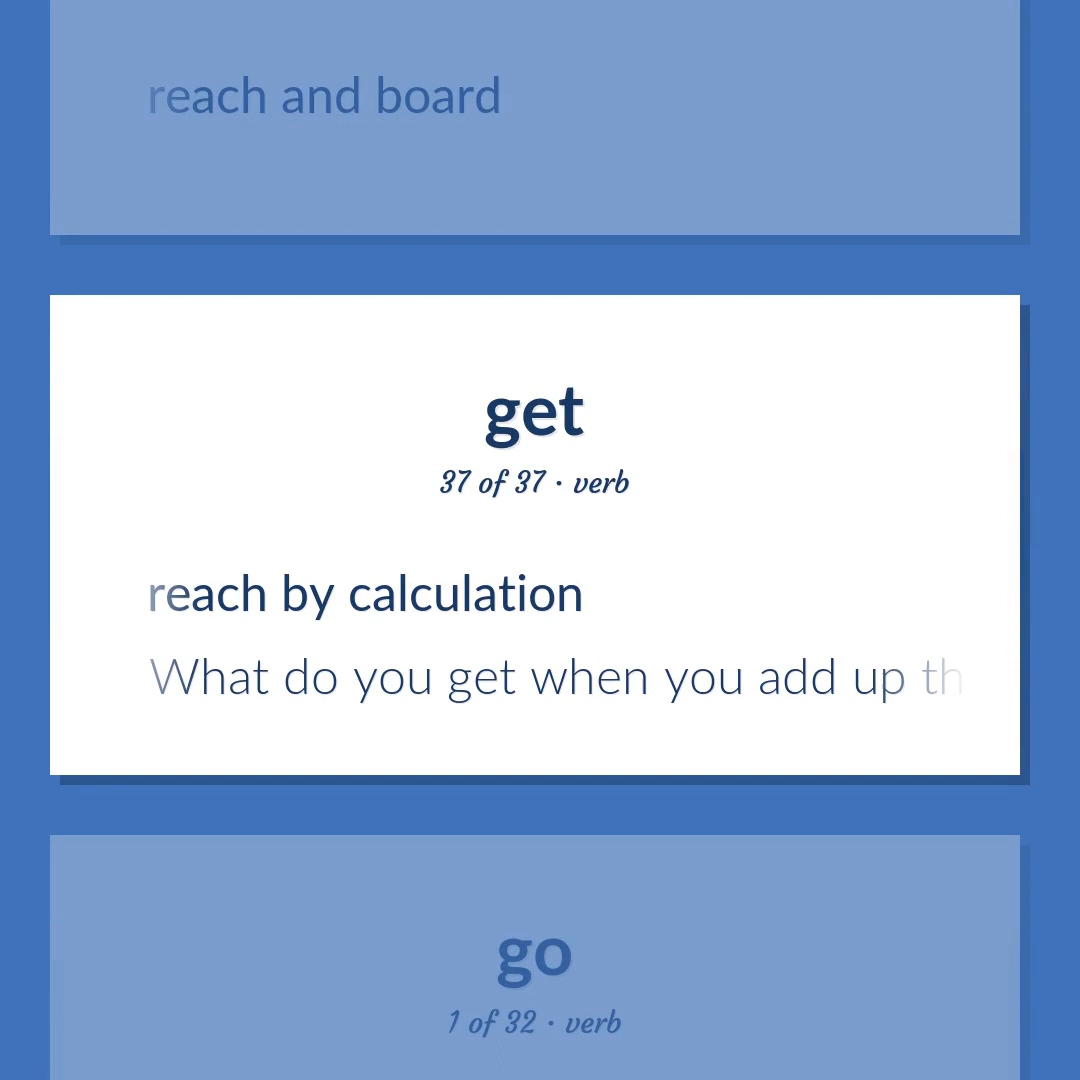 reach and board
get
37 of 37 · verb
reach by calculation
What do you get when you add up th
go
1 of 32 · verb